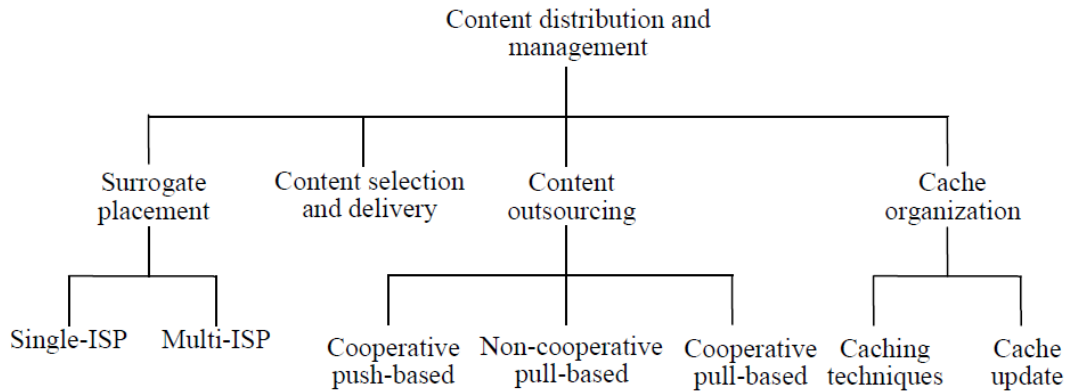 Content distribution and
management
Surrogate
placement
Content selection
and delivery
Content
outsourcing
Cache
organization
Single-ISP
Multi-ISP
Cooperative
push-based
Non-cooperative
pull-based
Cooperative
pull-based
Caching
techniques
Cache
update